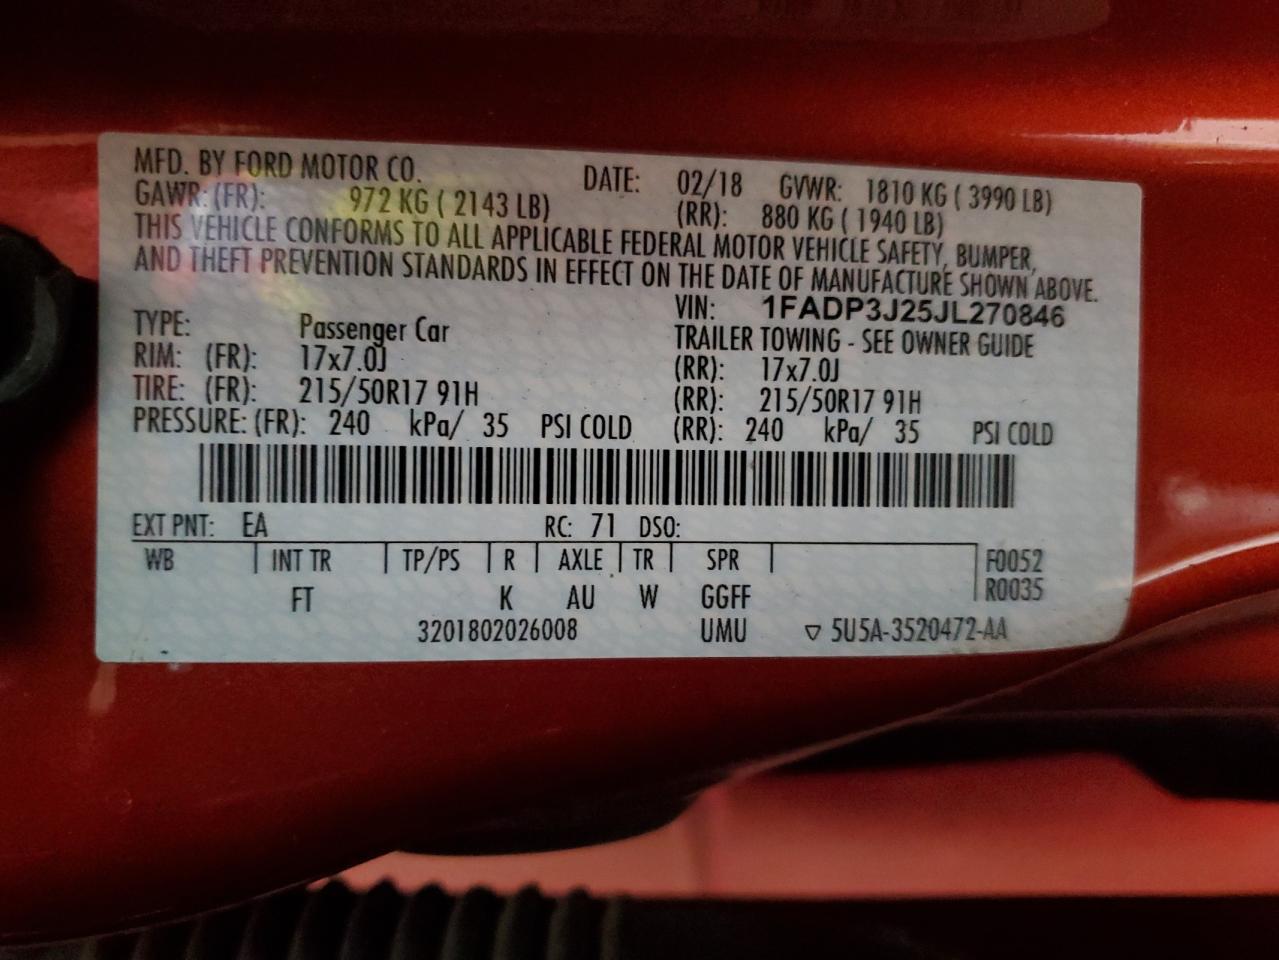 MFD. BY FORD MOTOR CO. DATE: 02/18 GVWR: 1810 KG ( 3990 LB)
GAWR: (FR): 972 KG ( 2143 LB) (RR): 880 KG ( 1940 LB)
THIS VEHICLE CONFORMS TO ALL APPLICABLE FEDERAL MOTOR VEHICLE SAFETY, BUMPER,
AND THEFT PREVENTION STANDARDS IN EFFECT ON THE DATE OF MANUFACTURE SHOWN ABOVE.
VIN: 1FADP3J25JL270846
TYPE: Passenger Car TRAILER TOWING - SEE OWNER GUIDE
RIM: (FR): 17x7.0J (RR): 17x7.0J
TIRE: (FR): 215/50R17 91H (RR): 215/50R17 91H
PRESSURE: (FR): 240 kPa/ 35 PSI COLD (RR): 240 kPa/ 35 PSI COLD
EXT PNT: EA RC: 71 DSO:
WB INT TR TP/PS R AXLE TR SPR F0052
FT K AU W GGFF R0035
3201802026008 UMU ▽ 5U5A-3520472-AA